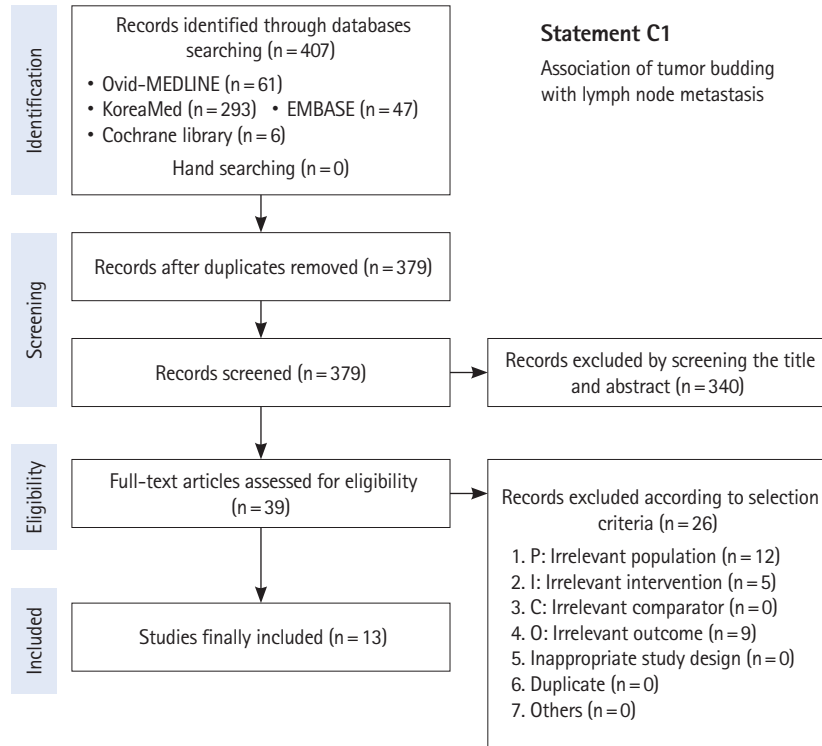 Identification
Records identified through databases
searching (n=407)
• Ovid-MEDLINE (n=61)
• KoreaMed (n=293) • EMBASE (n=47)
• Cochrane library (n=6)
Hand searching (n=0)
Statement C1
Association of tumor budding
with lymph node metastasis
Screening
Records after duplicates removed (n=379)
Records screened (n=379)
Records excluded by screening the title
and abstract (n=340)
Eligibility
Full-text articles assessed for eligibility
(n=39)
Records excluded according to selection
criteria (n=26)
1. P: Irrelevant population (n=12)
2. I: Irrelevant intervention (n=5)
3. C: Irrelevant comparator (n=0)
4. O: Irrelevant outcome (n=9)
5. Inappropriate study design (n=0)
6. Duplicate (n=0)
7. Others (n=0)
Included
Studies finally included (n=13)